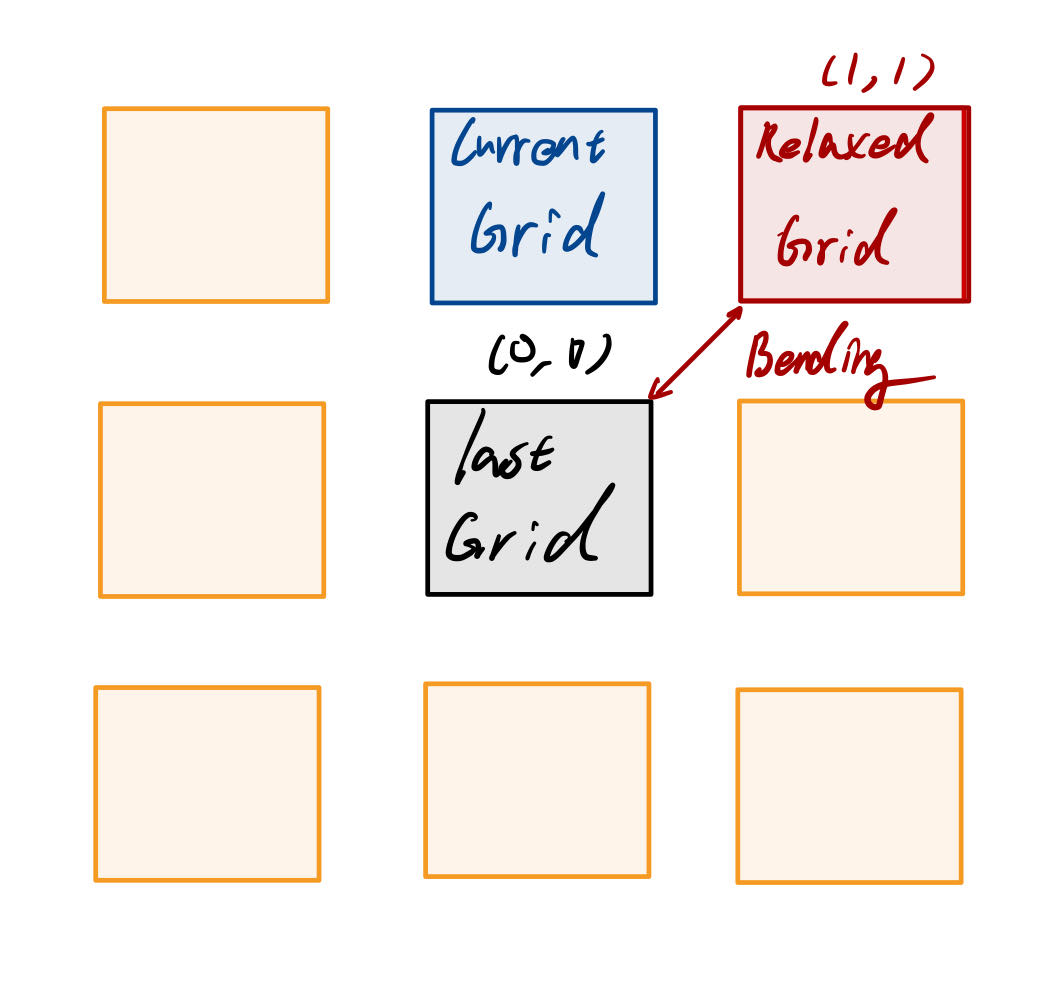 (1,1)
Current
Grid
Relaxed
Grid
(0,0)
Bending
last
Grid